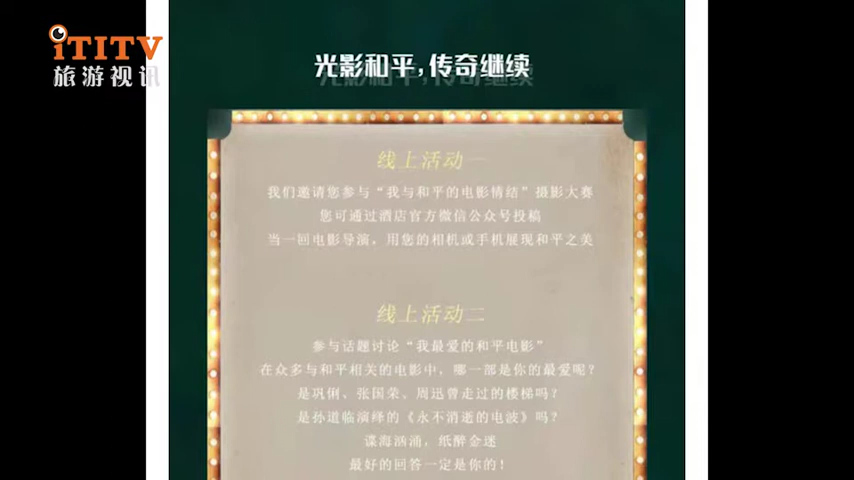 iTITV
旅游视讯
光影和平,传奇继续
线上活动一
我们邀请您参与“我与和平的电影情结”摄影大赛
您可通过酒店官方微信公众号投稿
当一回电影导演。用您的相机或手机展现和平之美
线上活动二
参与话题讨论“我最爱的和平电影”
在众多与和平相关的电影中，哪一部是你的最爱呢？
是巩俐、张国荣、周迅曾走过的楼梯吗？
是孙道临演绎的《永不消逝的电波》吗？
谍海汹涌，纸醉金迷
最好的回答一定是你的！